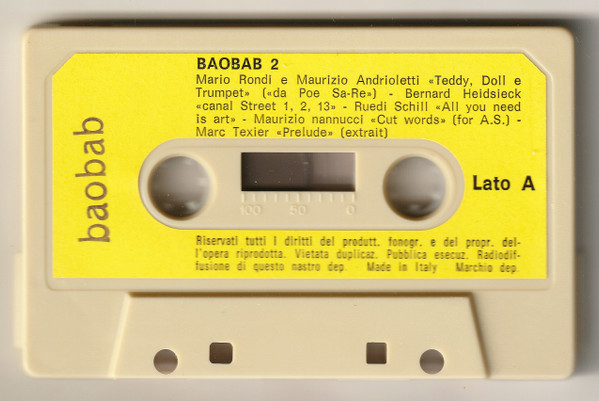 BAOBAB 2
Mario Rondi e Maurizio Andrioletti «Teddy, Doll e
Trumpet» («da Poe Sa-Re») - Bernard Heidsieck
«canal Street 1, 2, 13» - Ruedi Schill «All you need
is art» - Maurizio nannucci «Cut words» (for A.S.) -
Marc Texier «Prelude» (extrait)
baobab
Lato A
100 50 0
Riservati tutti i diritti del produtt. fonogr. e del propr. del-
l'opera riprodotta. Vietata duplicaz. Pubblica esecuz. Radiodif-
fusione di questo nastro dep. Made in Italy Marchio dep.